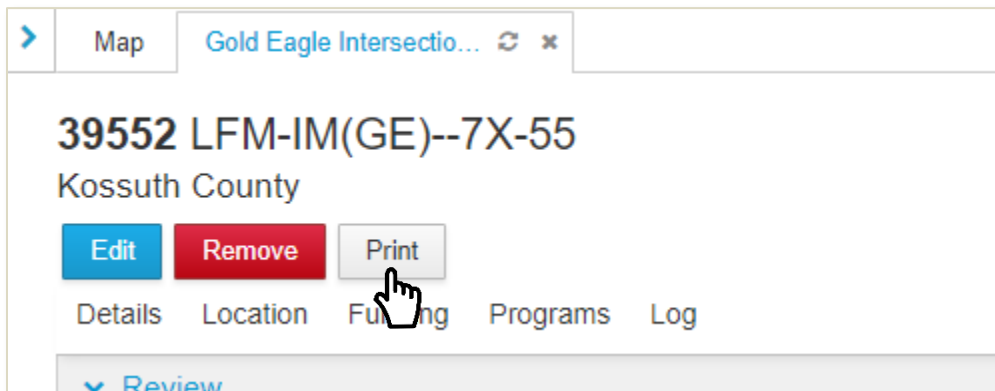 Map Gold Eagle Intersectio...
39552 LFM-IM(GE)--7X-55
Kossuth County
Edit Remove Print
Details Location Programs Log
Review